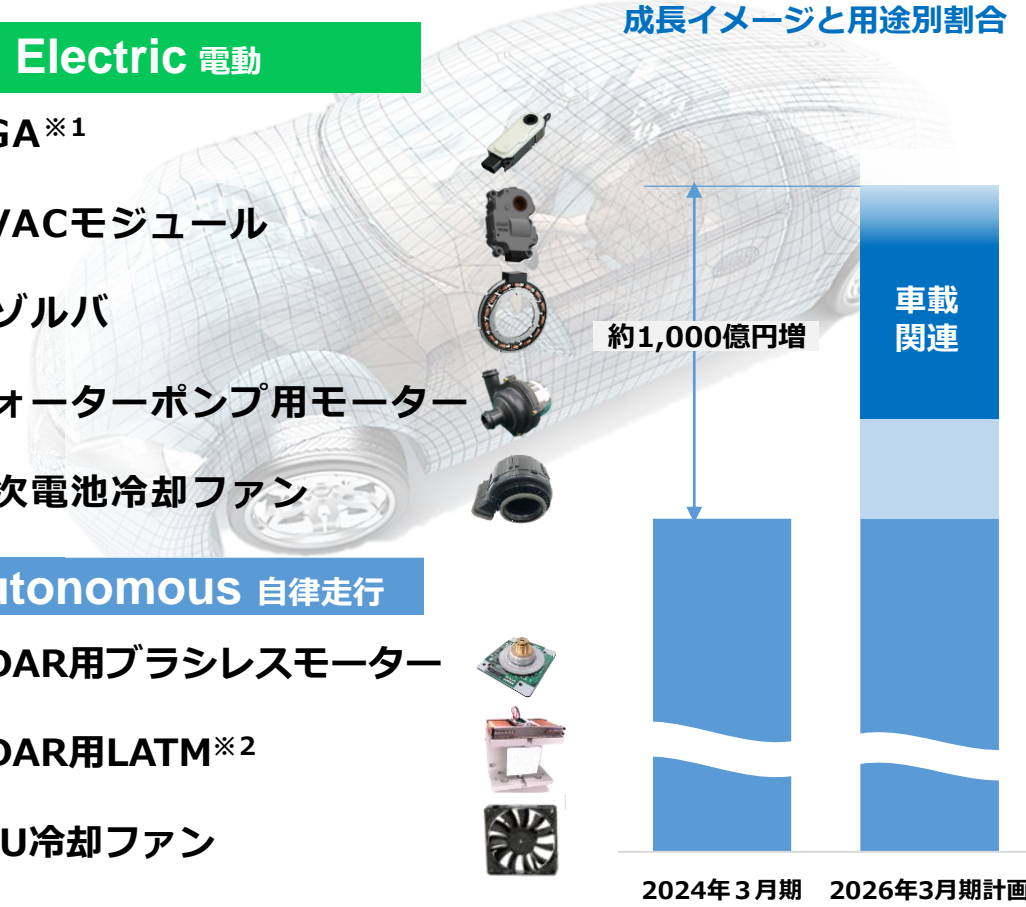 成長イメージと用途別割合
Electric 電動
GA※1
VACモジュール
ゾルバ
ォーターポンプ用モーター
次電池冷却ファン
utonomous 自律走行
DAR用ブラシレスモーター
DAR用LATM※2
U冷却ファン
約1,000億円増
車載
関連
2024年３月期
2026年3月期計画